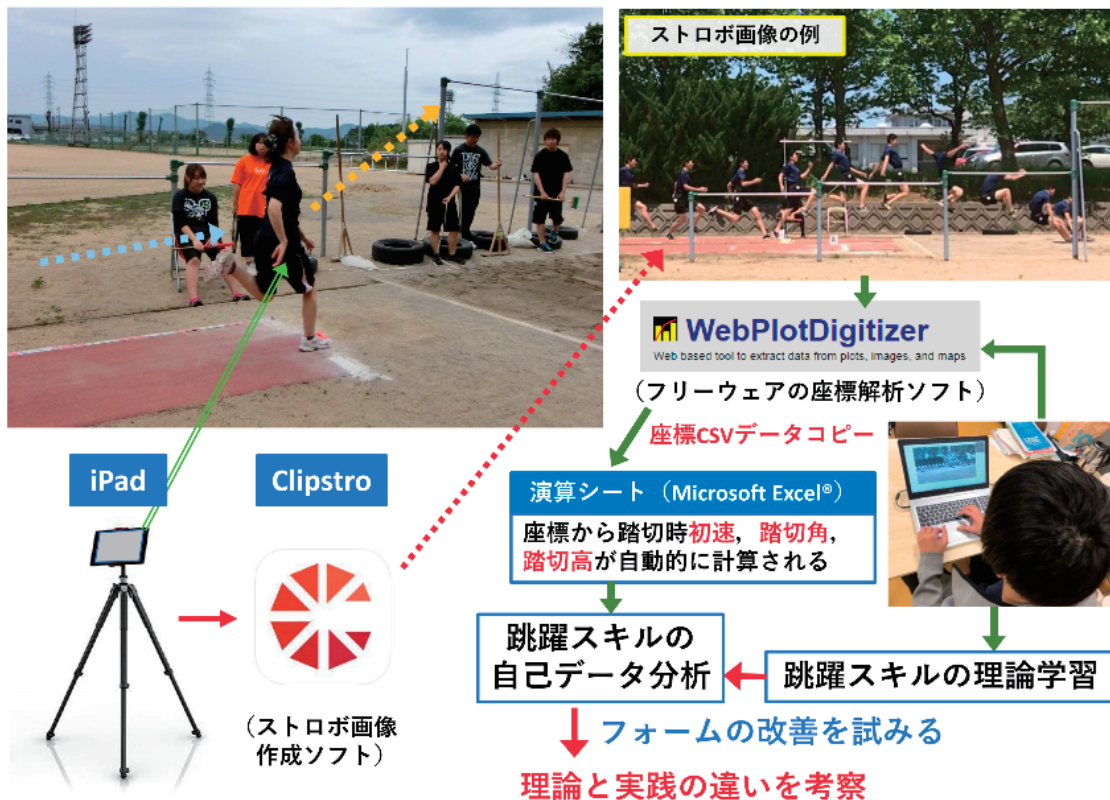 ストロボ画像の例
WebPlotDigitizer
Web based tool to extract data from plots, images, and maps
（フリーウェアの座標解析ソフト）
座標CSVデータコピー
iPad
Clipstro
（ストロボ画像
作成ソフト）
演算シート（Microsoft Excel®）
座標から踏切時初速，踏切角，
踏切高が自動的に計算される
跳躍スキルの
自己データ分析
跳躍スキルの理論学習
フォームの改善を試みる
理論と実践の違いを考察